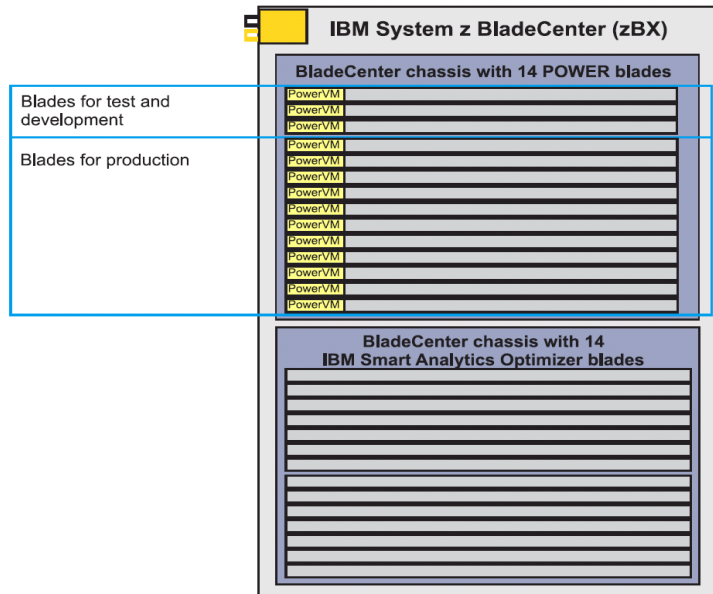 IBM System z BladeCenter (zBX)
BladeCenter chassis with 14 POWER blades
Blades for test and
development
PowerVM
PowerVM
PowerVM
Blades for production
PowerVM
PowerVM
PowerVM
PowerVM
PowerVM
PowerVM
PowerVM
PowerVM
PowerVM
PowerVM
PowerVM
BladeCenter chassis with 14
IBM Smart Analytics Optimizer blades